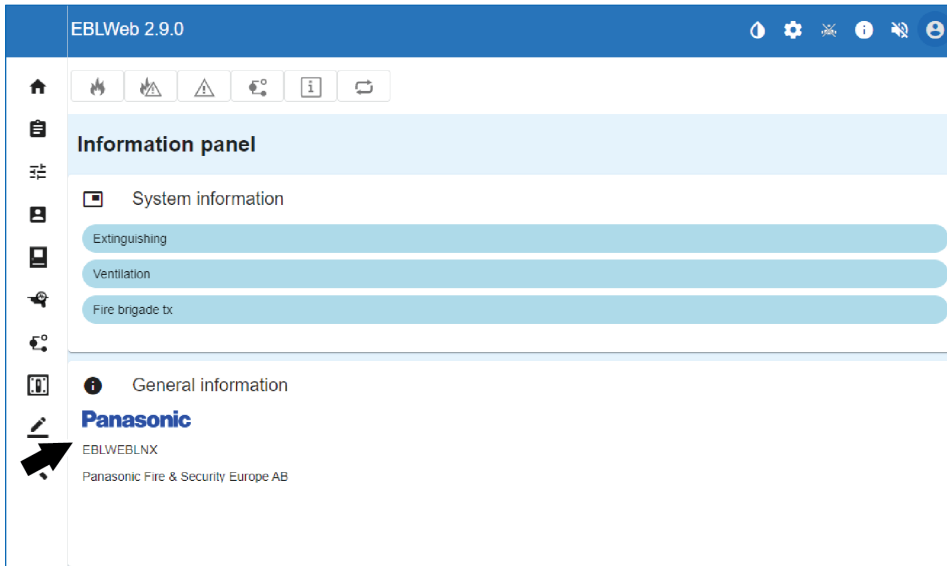 EBLWeb 2.9.0
Information panel
System information
Extinguishing
Ventilation
Fire brigade tx
General information
Panasonic
EBLWEBLNX
Panasonic Fire & Security Europe AB